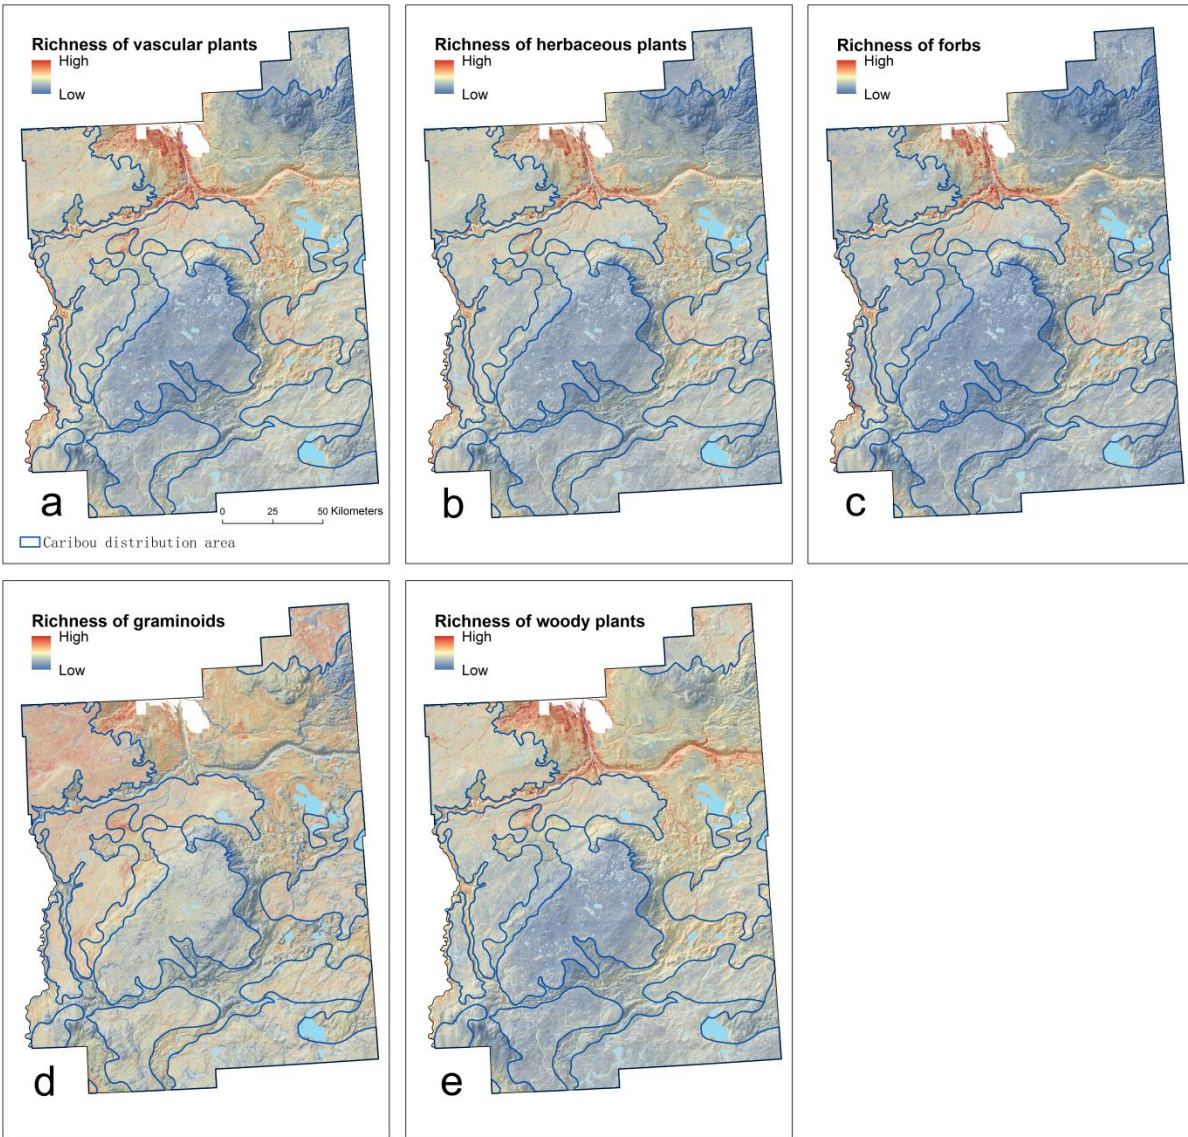 Richness of vascular plants
High
Low
a
0 25 50 Kilometers
Caribou distribution area
Richness of herbaceous plants
High
Low
b
Richness of forbs
High
Low
c
Richness of graminoids
High
Low
d
Richness of woody plants
High
Low
e